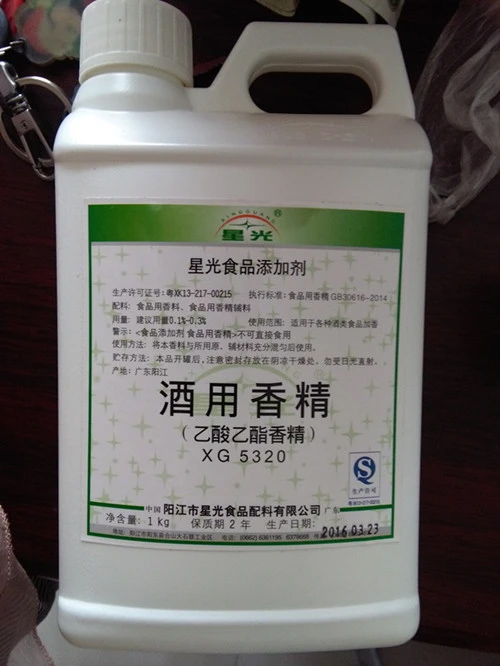 XINGGUANG
星光®
星光食品添加剂
生产许可证号:粤XK13-217-00215 执行标准:食品用香精GB30616-2014
配料:食品用香料、食品用香精辅料
用量:建议用量0.1%-0.3% 使用范围:适用于各种酒类食品加香
警示:<食品添加剂 食品用香精>不可直接食用
使用方法:将本香精与所用原、辅材料充分混匀后使用。
贮存方法:本品开罐后,注意密封存放在阴凉干燥处。勿受日光直射。
产地:广东阳江
酒用香精
(乙酸乙酯香精)
XG 5320
生产许可
中国 阳江市星光食品配料有限公司 广东
净含量:1kg 保质期2年 生产日期: 2016 03 23